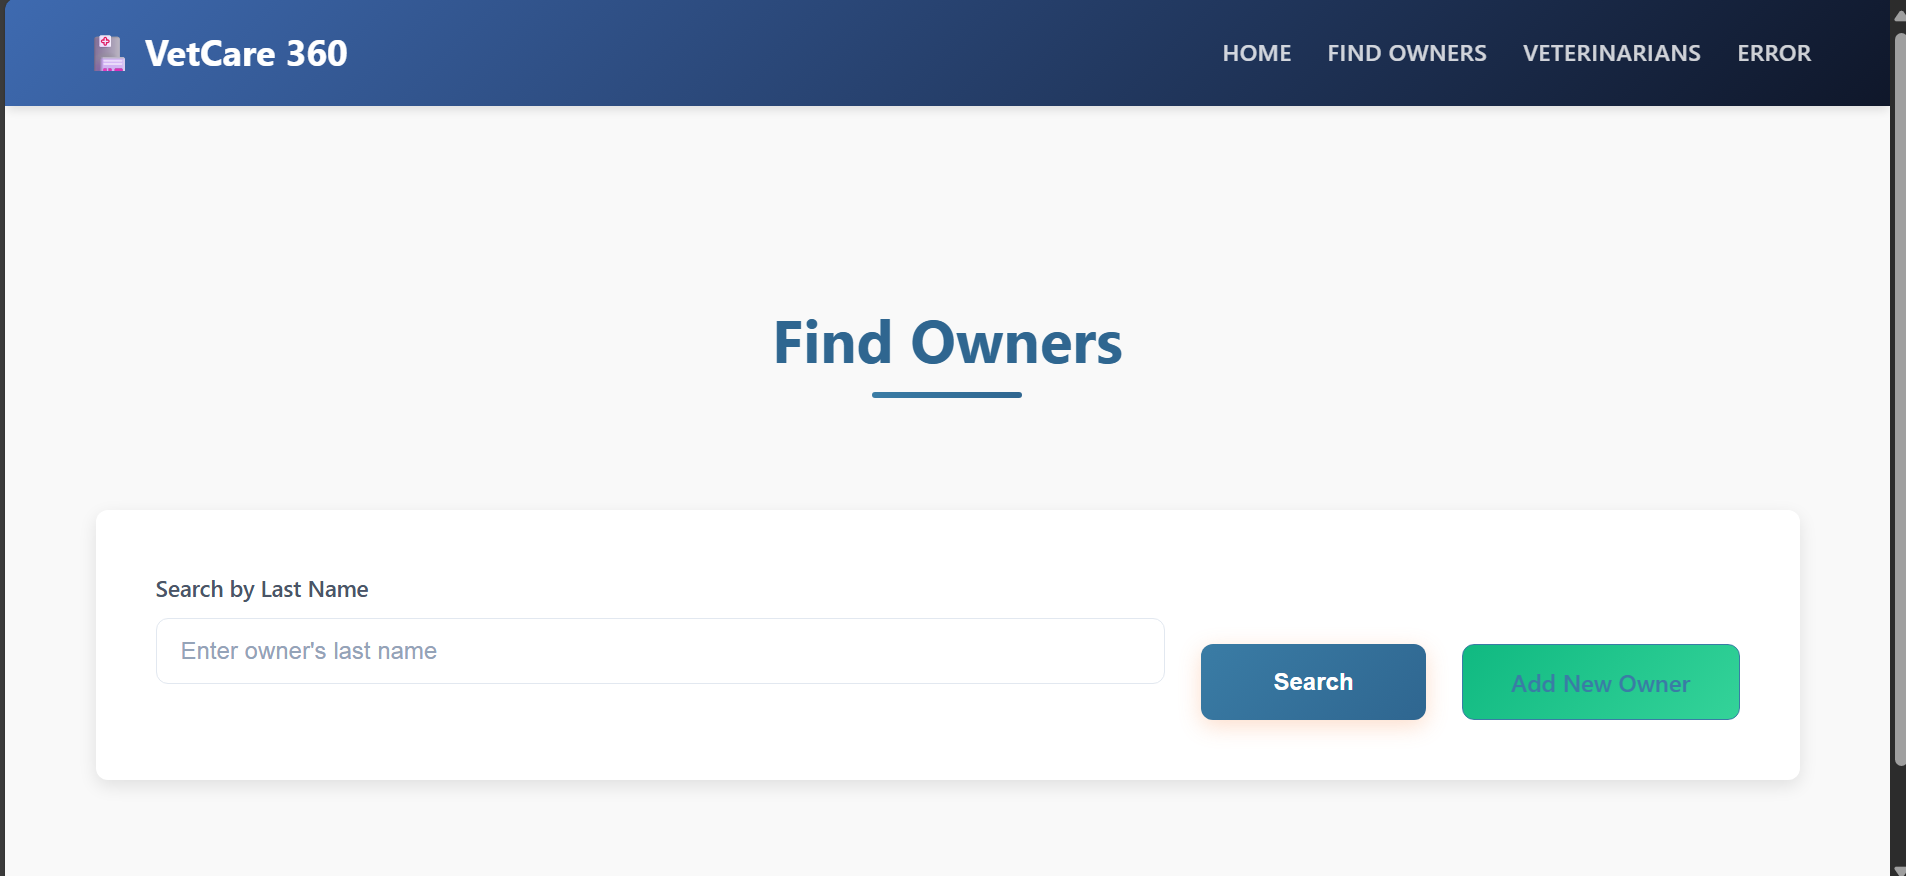 VetCare 360
HOME FIND OWNERS VETERINARIANS ERROR
Find Owners
Search by Last Name
Enter owner's last name
Search
Add New Owner